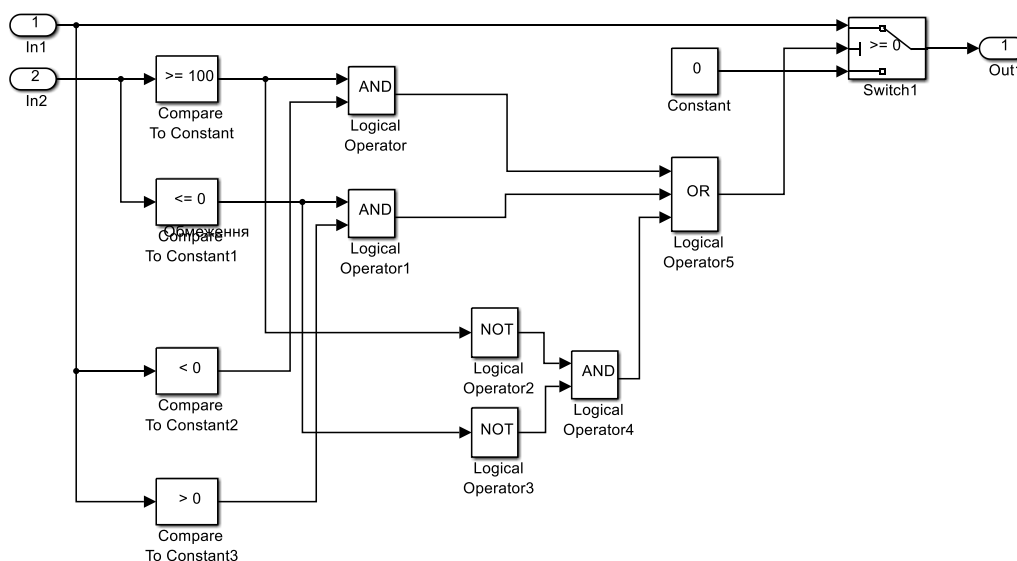 1
In1
2
In2
>= 100
Compare
To Constant
<= 0
Обмеження
Compare
To Constant1
< 0
Compare
To Constant2
> 0
Compare
To Constant3
AND
Logical
Operator
AND
Logical
Operator1
NOT
Logical
Operator2
NOT
Logical
Operator3
AND
Logical
Operator4
OR
Logical
Operator5
0
Constant
>= 0
Switch1
1
Out1